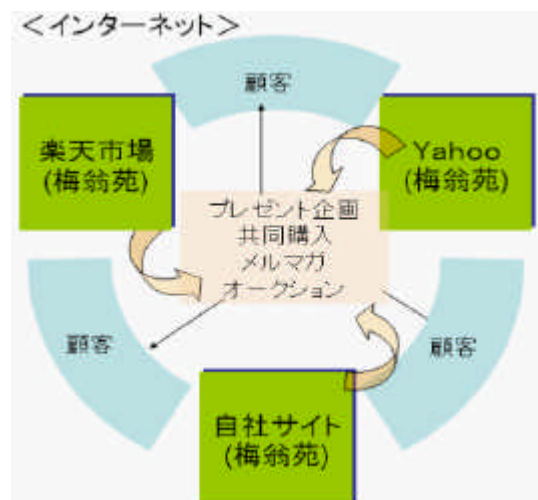 ＜インターネット＞
顧客
楽天市場
(梅翁苑)
Yahoo
(梅翁苑)
プレゼント企画
共同購入
メルマガ
オークション
顧客
顧客
自社サイト
(梅翁苑)